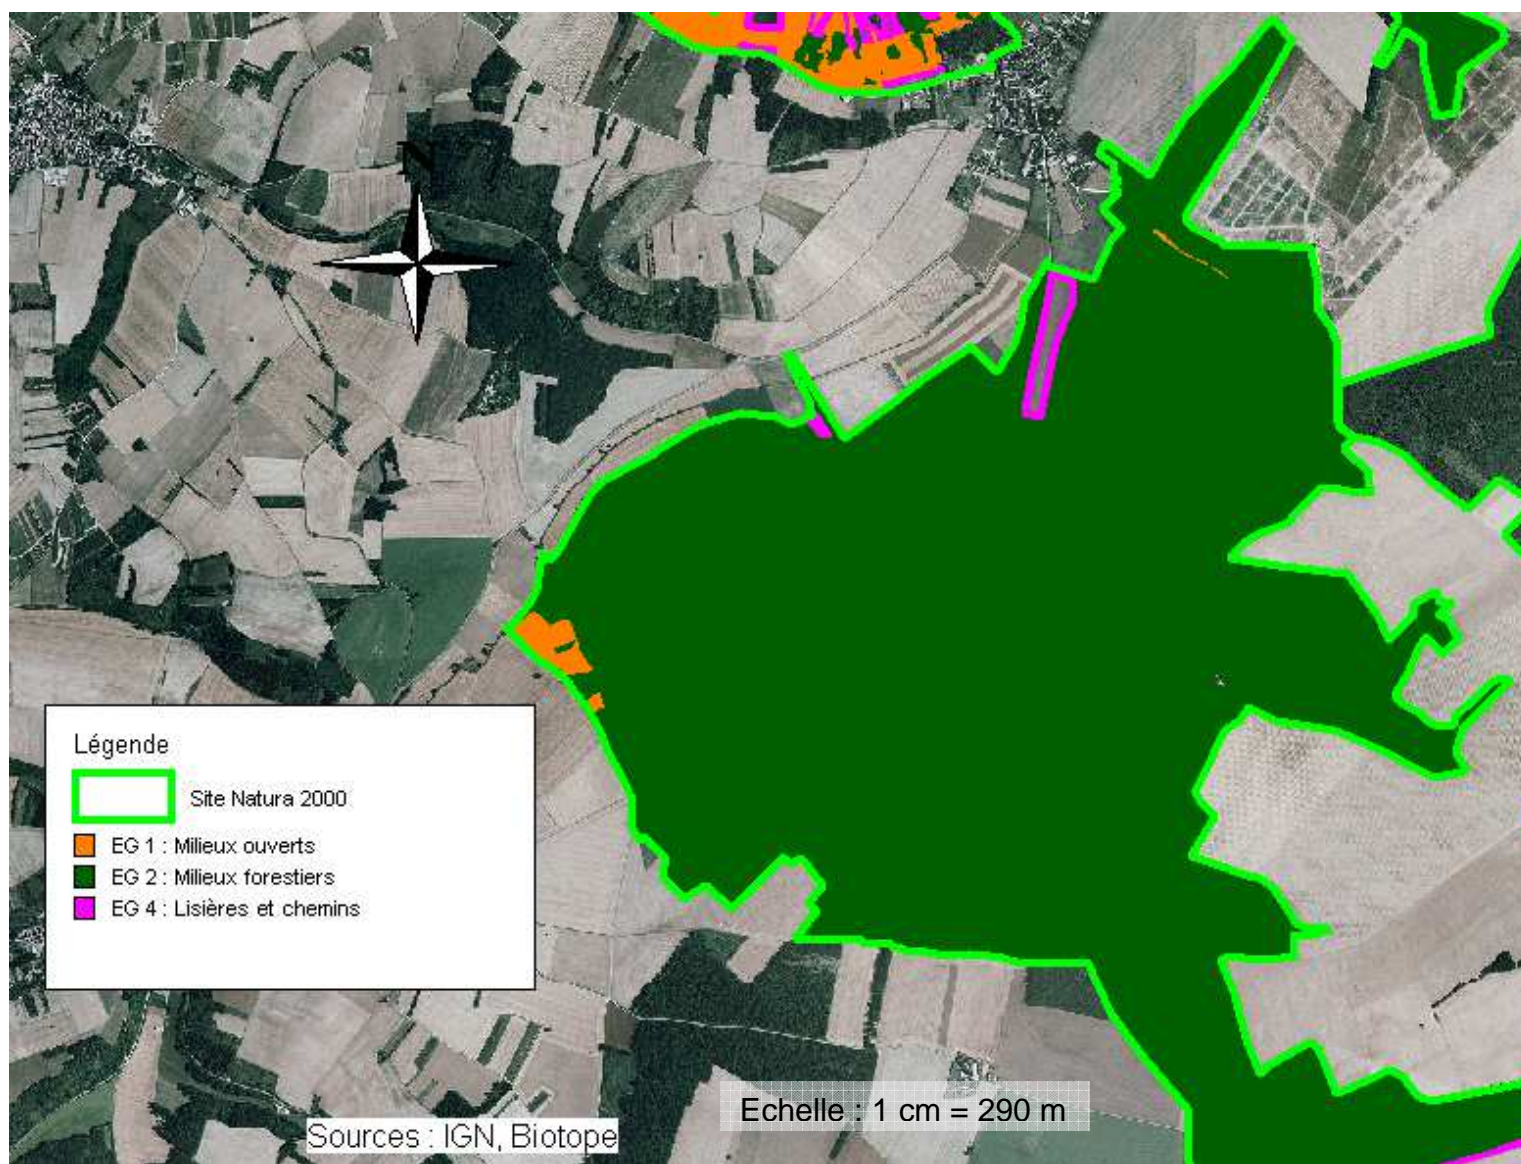 N
Légende
Site Natura 2000
EG 1 : Milieux ouverts
EG 2 : Milieux forestiers
EG 4 : Lisières et chemins
Echelle : 1 cm = 290 m
Sources : IGN, Biotope